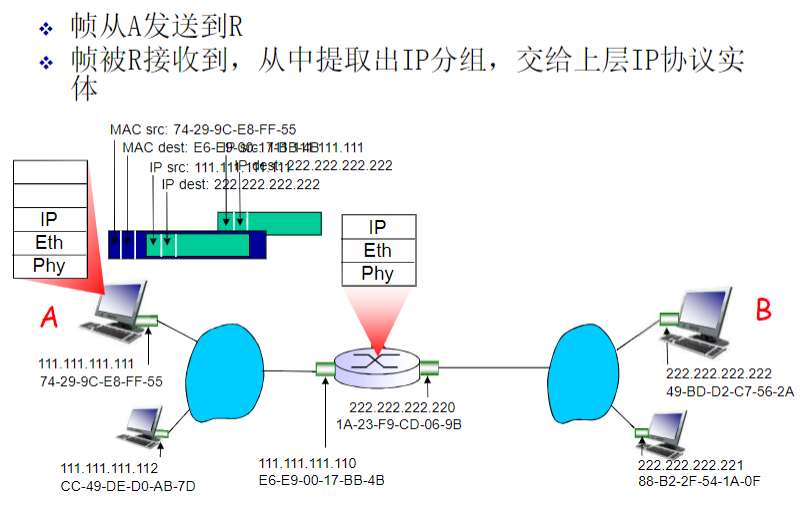 帧从A发送到R
帧被R接收到，从中提取出IP分组，交给上层IP协议实
体
MAC src: 74-29-9C-E8-FF-55
MAC dest: E6-E9-00-17-BB-4B
IP src: 111.111.111.111
IP dest: 222.222.222.222
IP src: 111.111.111.111
IP dest: 222.222.222.222
IP
Eth
Phy
IP
Eth
Phy
A
B
111.111.111.111
74-29-9C-E8-FF-55
222.222.222.222
49-BD-D2-C7-56-2A
222.222.222.220
1A-23-F9-CD-06-9B
111.111.111.112
CC-49-DE-D0-AB-7D
111.111.111.110
E6-E9-00-17-BB-4B
222.222.222.221
88-B2-2F-54-1A-0F